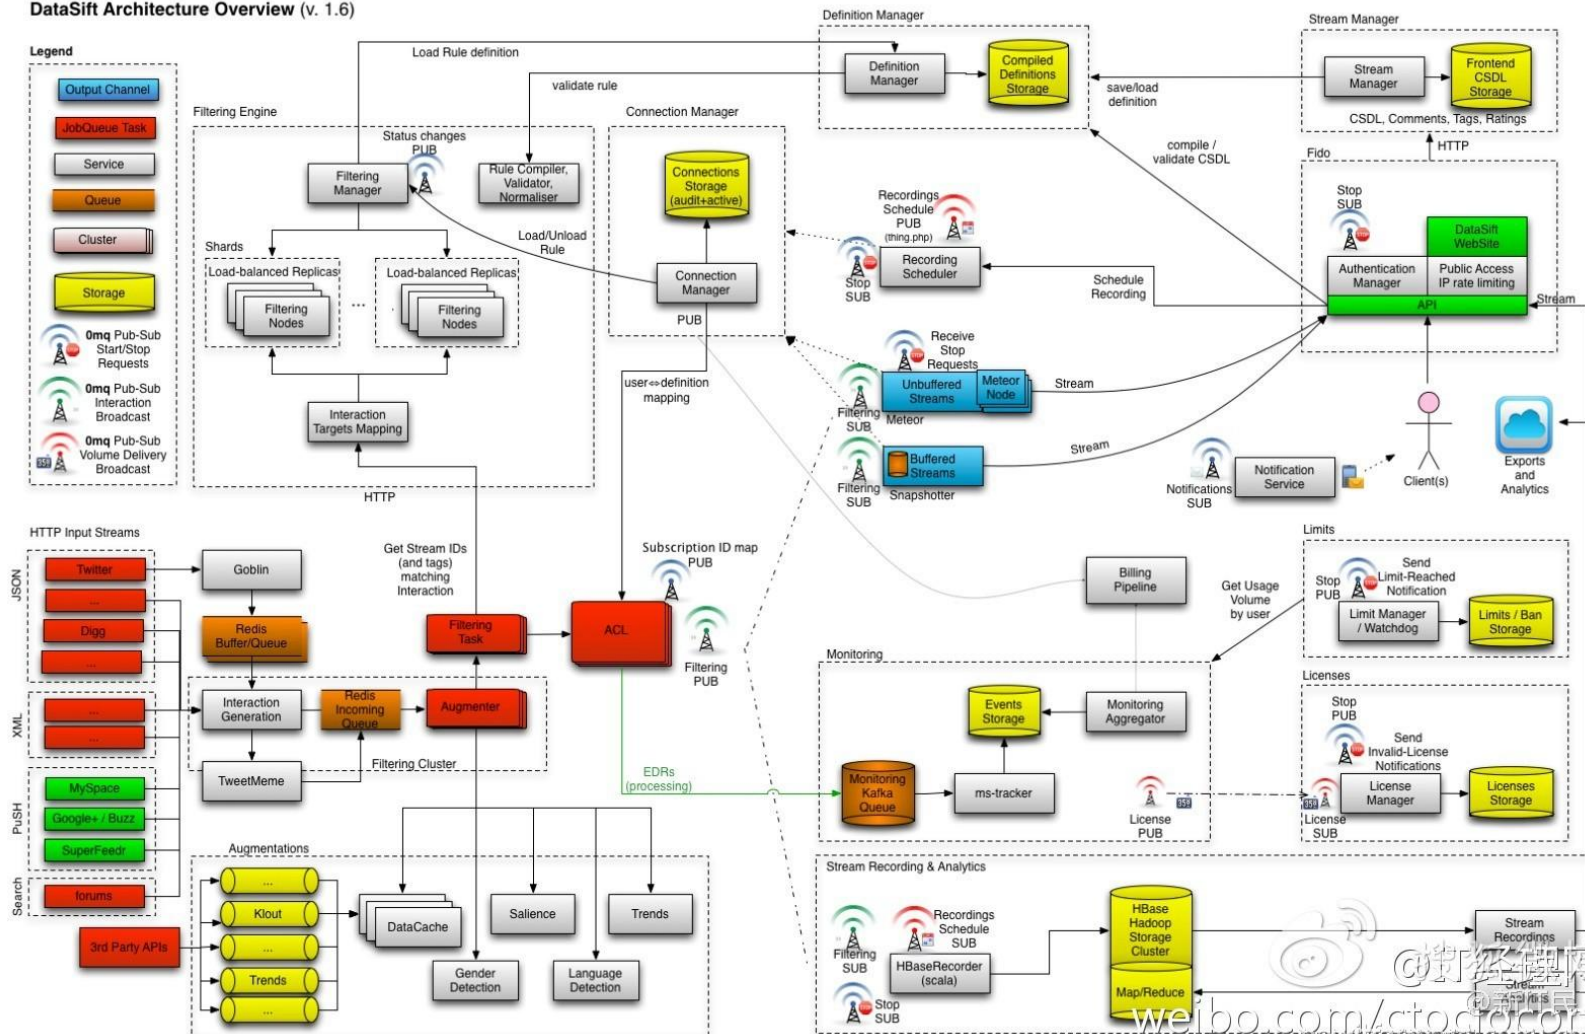 DataSift Architecture Overview (v. 1.6)
Legend
Output Channel
JobQueue Task
Service
Queue
Cluster
Storage
0mq Pub-Sub
Start/Stop
Requests
0mq Pub-Sub
Interaction
Broadcast
0mq Pub-Sub
Volume Delivery
Broadcast
Load Rule definition
validate rule
Definition Manager
Definition
Manager
Compiled
Definitions
Storage
save/load
definition
compile /
validate CSDL
Stream Manager
Stream
Manager
Frontend
CSDL
Storage
CSDL, Comments, Tags, Ratings
HTTP
Filtering Engine
Status changes
PUB
Filtering
Manager
Rule Compiler,
Validator,
Normaliser
Load/Unload
Rule
Shards
Load-balanced Replicas
Filtering
Nodes
...
Load-balanced Replicas
Filtering
Nodes
Interaction
Targets Mapping
HTTP
Connection Manager
Connections
Storage
(audit+active)
Connection
Manager
PUB
user⇔definition
mapping
Recordings
Schedule
PUB
(thing.php)
Stop
SUB
Recording
Scheduler
Schedule
Recording
Receive
Stop
Requests
Unbuffered
Streams
Meteor
Node
Filtering
SUB
Meteor
Stream
Buffered
Streams
Filtering
SUB
Snapshotter
Stream
Fido
Stop
SUB
DataSift
WebSite
Authentication
Manager
Public Access
IP rate limiting
API
Stream
Notifications
SUB
Notification
Service
Client(s)
Exports
and
Analytics
HTTP Input Streams
JSON
Twitter
...
Digg
...
XML
...
...
PuSH
MySpace
Google+ / Buzz
SuperFeedr
Search
forums
3rd Party APIs
Goblin
Redis
Buffer/Queue
Interaction
Generation
TweetMeme
Redis
Incoming
Queue
Augmenter
Filtering Cluster
Filtering
Task
Get Stream IDs
(and tags)
matching
Interaction
ACL
Subscription ID map
PUB
Filtering
PUB
EDRs
(processing)
Augmentations
...
Klout
...
Trends
...
DataCache
Salience
Trends
Gender
Detection
Language
Detection
Billing
Pipeline
Get Usage
Volume
by user
Monitoring
Events
Storage
Monitoring
Aggregator
Monitoring
Kafka
Queue
ms-tracker
License
PUB
Limits
Stop
PUB
Send
Limit-Reached
Notification
Limit Manager
/ Watchdog
Limits / Ban
Storage
Licenses
Stop
PUB
Send
Invalid-License
Notifications
License
SUB
License
Manager
Licenses
Storage
Stream Recording & Analytics
Filtering
SUB
Recordings
Schedule
SUB
HBaseRecorder
(scala)
Stop
SUB
HBase
Hadoop
Storage
Cluster
Map/Reduce
Stream
Recordings
Stream
Analytics
weibo.com/ctodocor